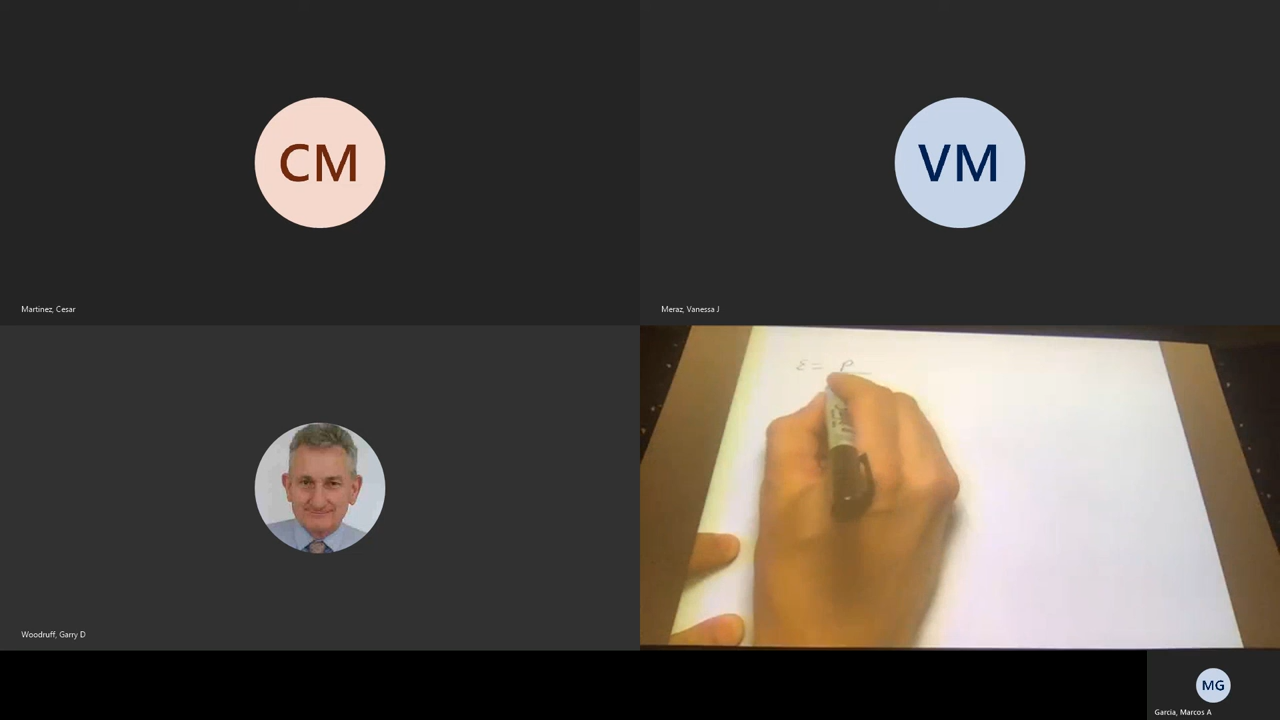 CM
VM
Martinez, Cesar
Meraz, Vanessa J
ε = P
Woodruff, Garry D
MG
Garcia, Marcos A